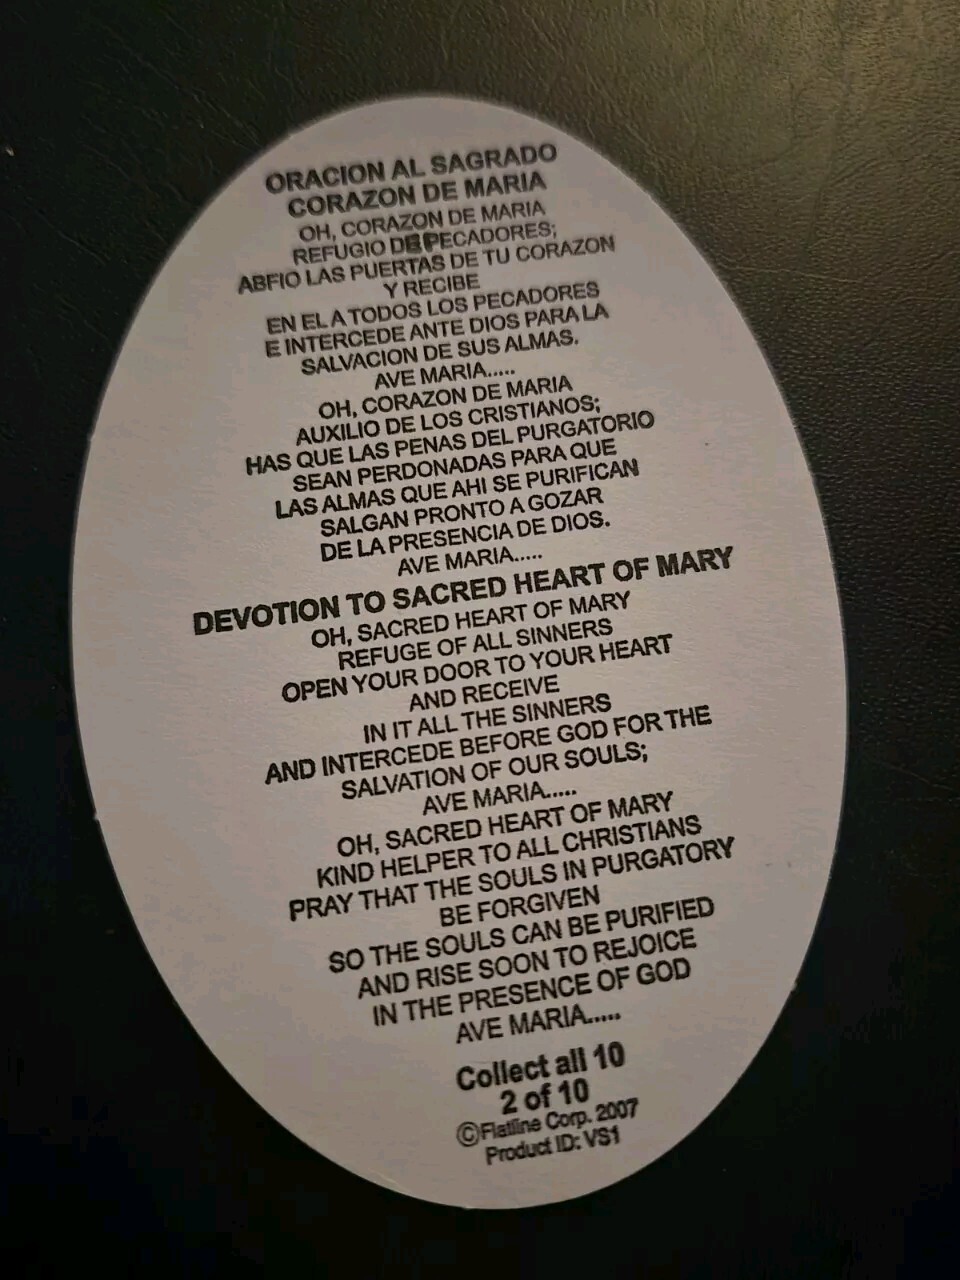 ORACION AL SAGRADO
CORAZON DE MARIA
OH, CORAZON DE MARIA
REFUGIO DE PECADORES;
ABFIO LAS PUERTAS DE TU CORAZON
Y RECIBE
EN EL A TODOS LOS PECADORES
E INTERCEDE ANTE DIOS PARA LA
SALVACION DE SUS ALMAS.
AVE MARIA.....
OH, CORAZON DE MARIA
AUXILIO DE LOS CRISTIANOS;
HAS QUE LAS PENAS DEL PURGATORIO
SEAN PERDONADAS PARA QUE
LAS ALMAS QUE AHI SE PURIFICAN
SALGAN PRONTO A GOZAR
DE LA PRESENCIA DE DIOS.
AVE MARIA.....
DEVOTION TO SACRED HEART OF MARY
OH, SACRED HEART OF MARY
REFUGE OF ALL SINNERS
OPEN YOUR DOOR TO YOUR HEART
AND RECEIVE
IN IT ALL THE SINNERS
AND INTERCEDE BEFORE GOD FOR THE
SALVATION OF OUR SOULS;
AVE MARIA.....
OH, SACRED HEART OF MARY
KIND HELPER TO ALL CHRISTIANS
PRAY THAT THE SOULS IN PURGATORY
BE FORGIVEN
SO THE SOULS CAN BE PURIFIED
AND RISE SOON TO REJOICE
IN THE PRESENCE OF GOD
AVE MARIA.....
Collect all 10
2 of 10
©Flatline Corp. 2007
Product ID: VS1